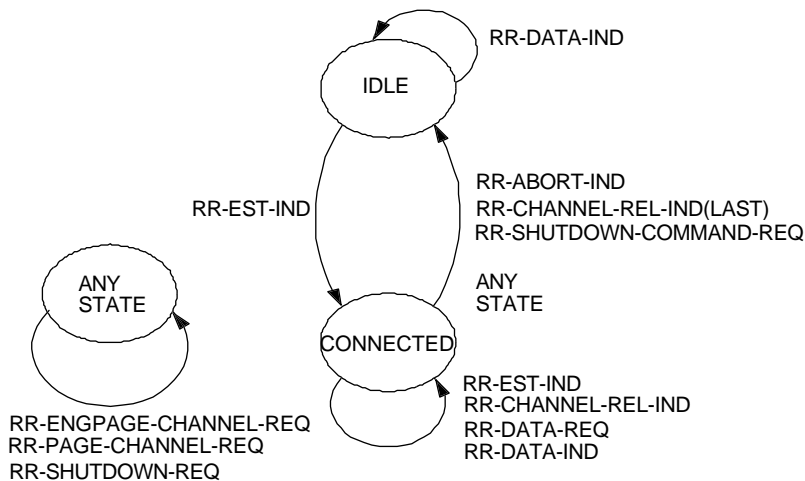 RR-DATA-IND
IDLE
RR-EST-IND
RR-ABORT-IND
RR-CHANNEL-REL-IND(LAST)
RR-SHUTDOWN-COMMAND-REQ
ANY
STATE
ANY
STATE
CONNECTED
RR-EST-IND
RR-CHANNEL-REL-IND
RR-DATA-REQ
RR-DATA-IND
RR-ENGPAGE-CHANNEL-REQ
RR-PAGE-CHANNEL-REQ
RR-SHUTDOWN-REQ